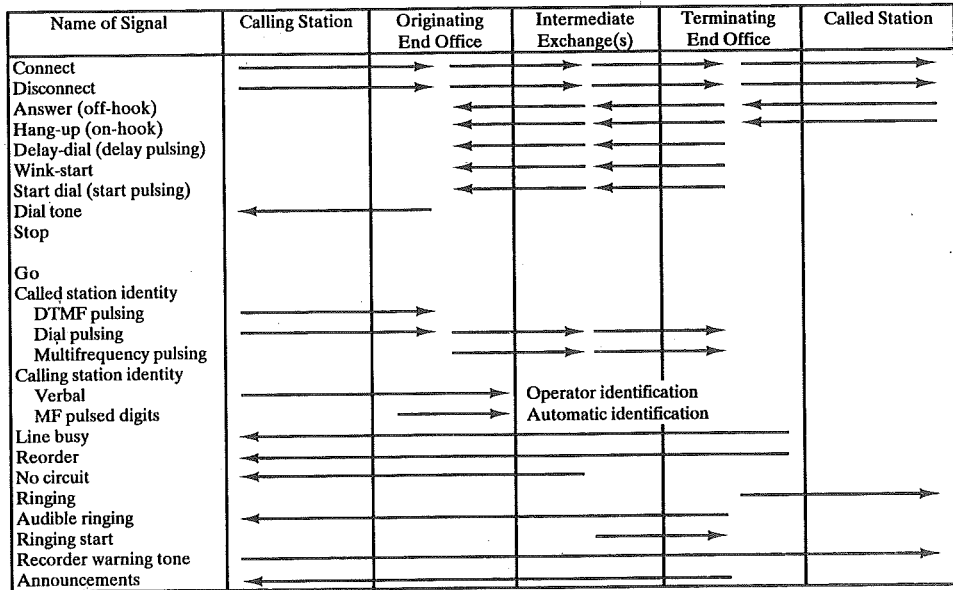 Name of Signal Calling Station Originating End Office Intermediate Exchange(s) Terminating End Office Called Station
Connect
Disconnect
Answer (off-hook)
Hang-up (on-hook)
Delay-dial (delay pulsing)
Wink-start
Start dial (start pulsing)
Dial tone
Stop
Go
Called station identity
DTMF pulsing
Dial pulsing
Multifrequency pulsing
Calling station identity
Verbal Operator identification
MF pulsed digits Automatic identification
Line busy
Reorder
No circuit
Ringing
Audible ringing
Ringing start
Recorder warning tone
Announcements